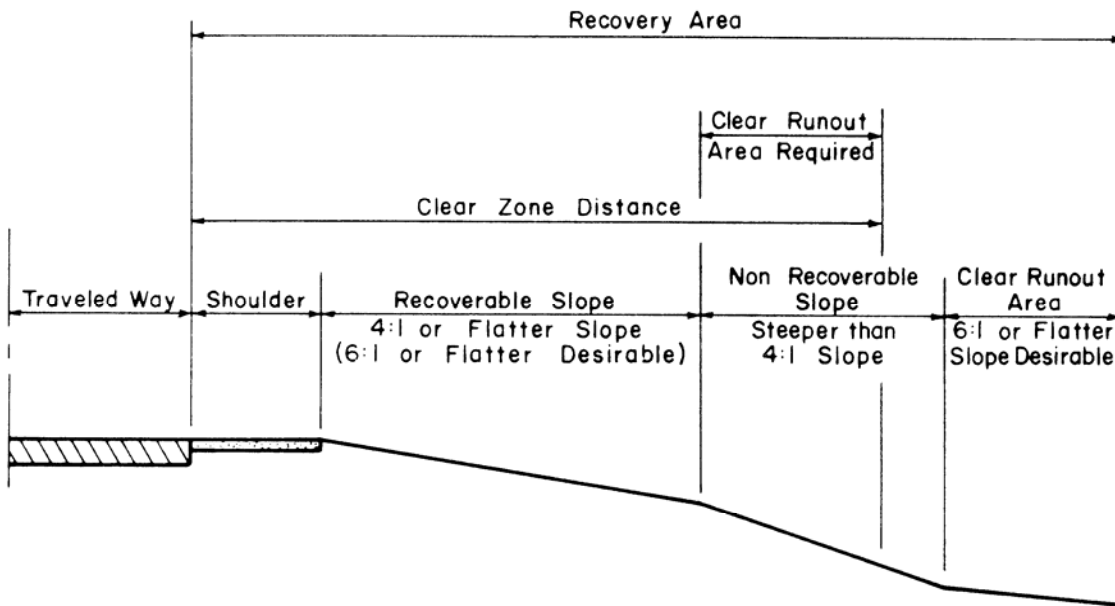 Recovery Area
Clear Runout
Area Required
Clear Zone Distance
Traveled Way
Shoulder
Recoverable Slope
4:1 or Flatter Slope
(6:1 or Flatter Desirable)
Non Recoverable
Slope
Steeper than
4:1 Slope
Clear Runout
Area
6:1 or Flatter
Slope Desirable